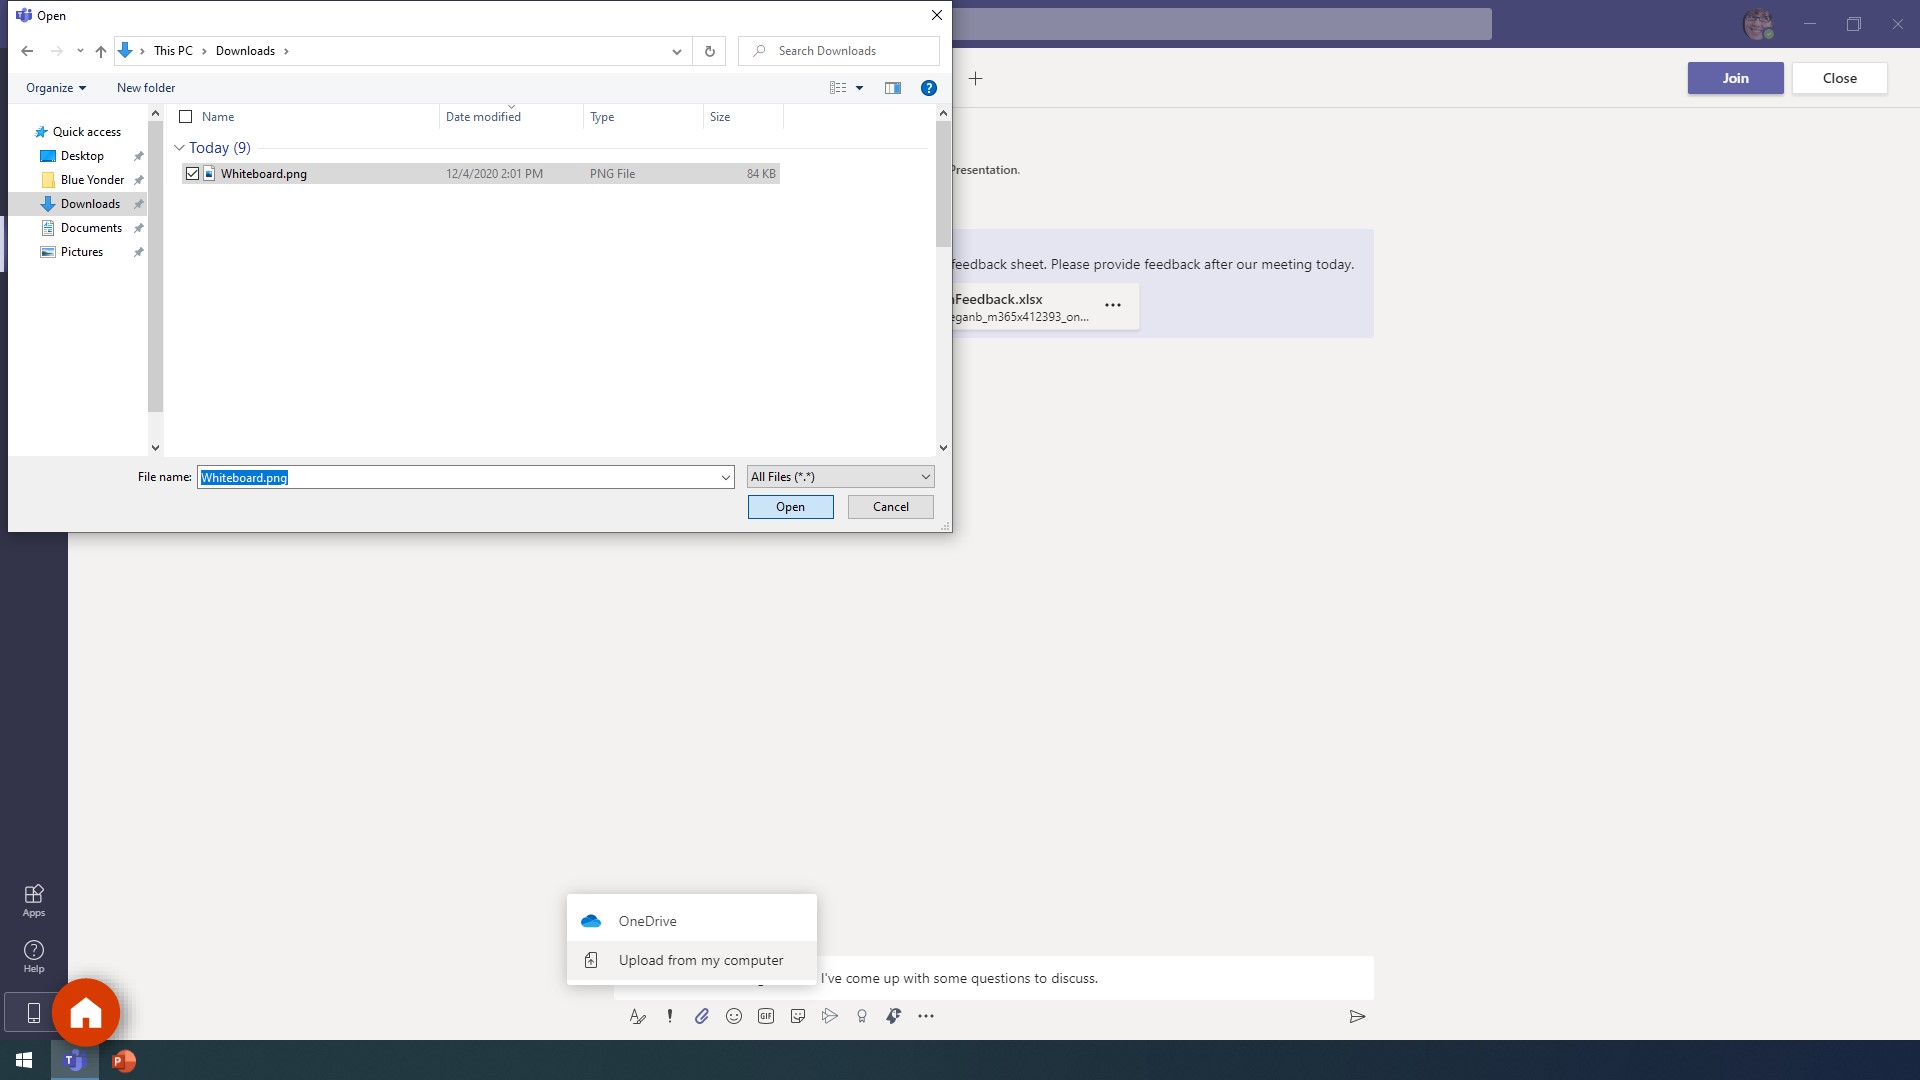 Open
This PC
Downloads
Search Downloads
Organize
New folder
Join
Close
Name
Date modified
Type
Size
Quick access
Desktop
Blue Yonder
Downloads
Documents
Pictures
Today (9)
Whiteboard.png
12/4/2020 2:01 PM
PNG File
84 KB
Presentation.
feedback sheet. Please provide feedback after our meeting today.
Feedback.xlsx
eganb_m365x412393_on...
File name:
Whiteboard.png
All Files (*.*)
Open
Cancel
Apps
Help
OneDrive
Upload from my computer
I've come up with some questions to discuss.
GIF